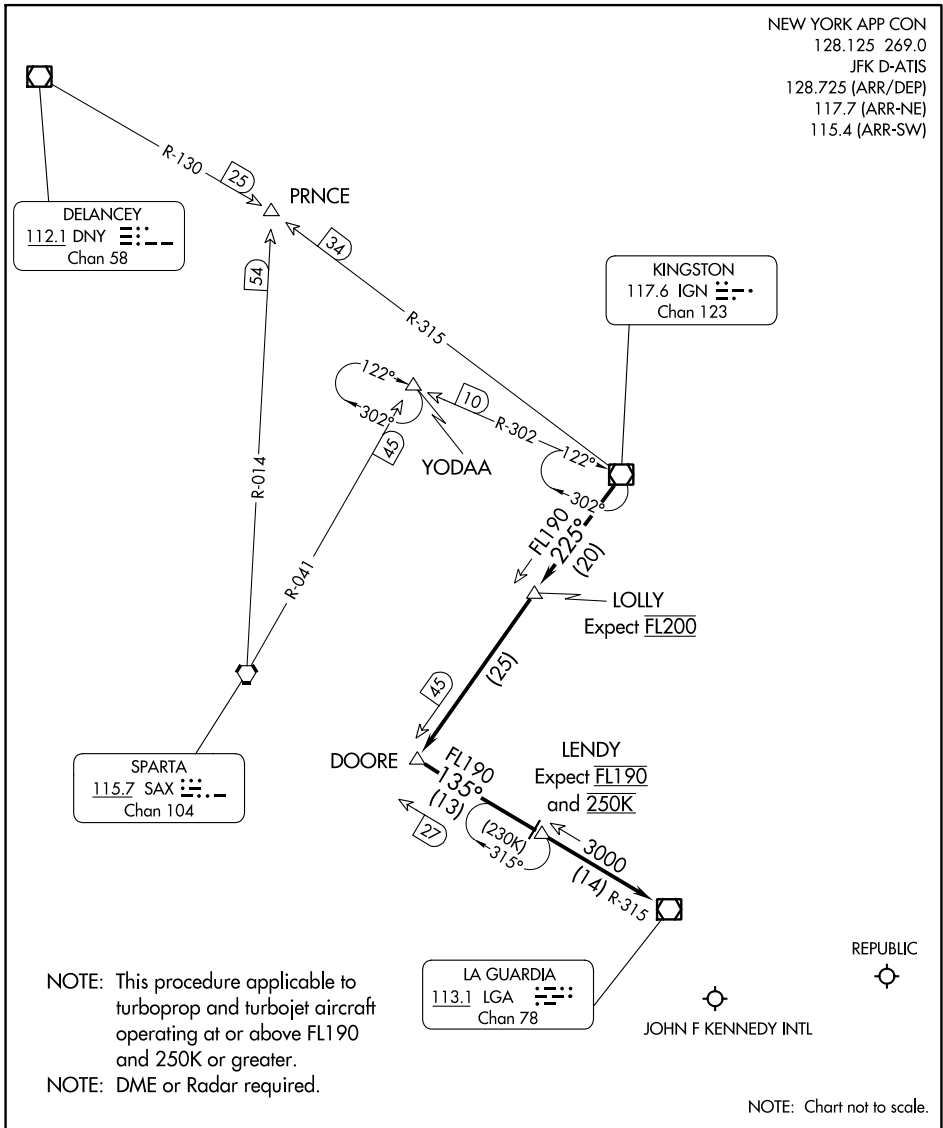 NEW YORK APP CON
128.125 269.0
JFK D-ATIS
128.725 (ARR/DEP)
117.7 (ARR-NE)
115.4 (ARR-SW)
R-130
25
PRNCE
DELANCEY
112.1 DNY
Chan 58
34
54
R-315
KINGSTON
117.6 IGN
Chan 123
122°
302°
10
R-302
45
YODAA
122°
302°
R-014
R-041
FL190
225°
(20)
LOLLY
Expect FL200
(25)
45
SPARTA
115.7 SAX
Chan 104
DOORE
FL190
135°
(13)
27
LENDY
Expect FL190
and 250K
(230K)
315°
3000
(14) R-315
LA GUARDIA
113.1 LGA
Chan 78
REPUBLIC
JOHN F KENNEDY INTL
NOTE: This procedure applicable to
turboprop and turbojet aircraft
operating at or above FL190
and 250K or greater.
NOTE: DME or Radar required.
NOTE: Chart not to scale.